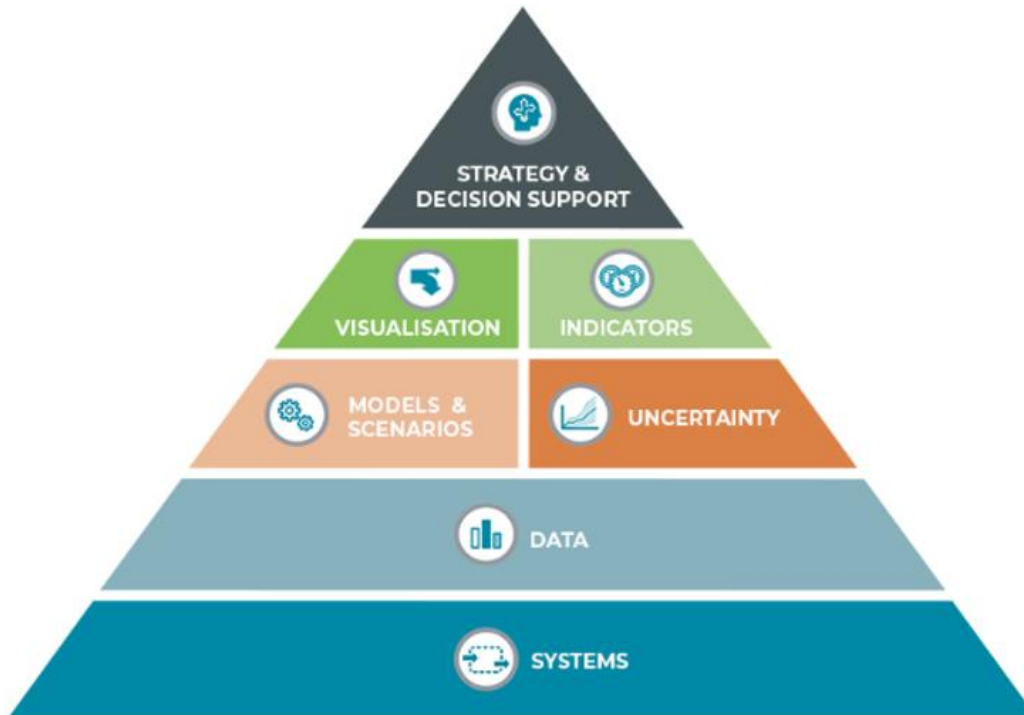 STRATEGY &
DECISION SUPPORT
VISUALISATION
INDICATORS
MODELS &
SCENARIOS
UNCERTAINTY
DATA
SYSTEMS